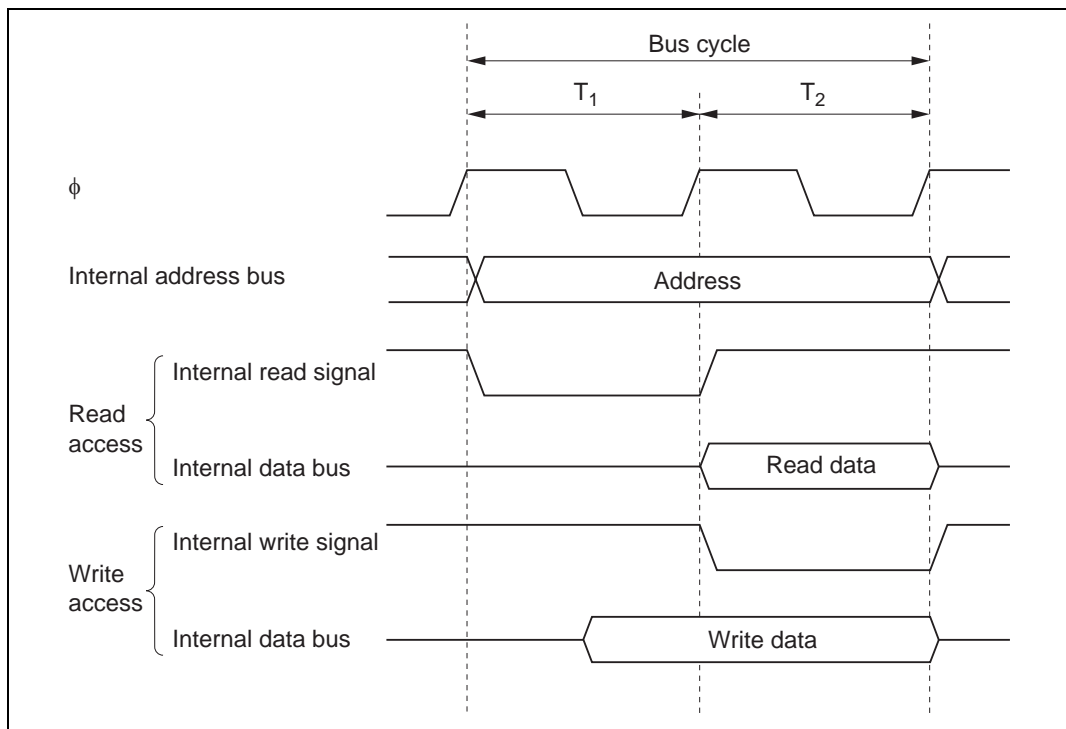 Bus cycle
T₁ T₂
ϕ
Internal address bus Address
Internal read signal
Read
access
Internal data bus Read data
Internal write signal
Write
access
Internal data bus Write data